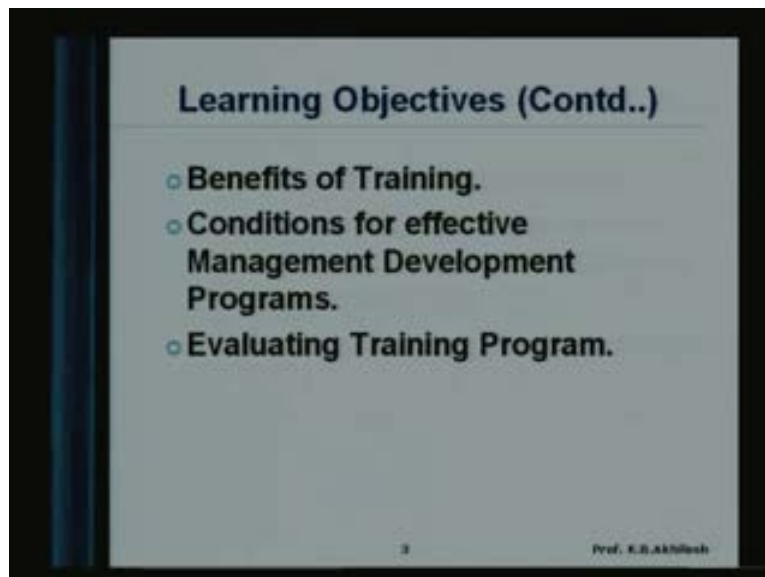 Learning Objectives (Contd..)
Benefits of Training.
Conditions for effective
Management Development
Programs.
Evaluating Training Program.
3 Prof. K.B.Akhilesh